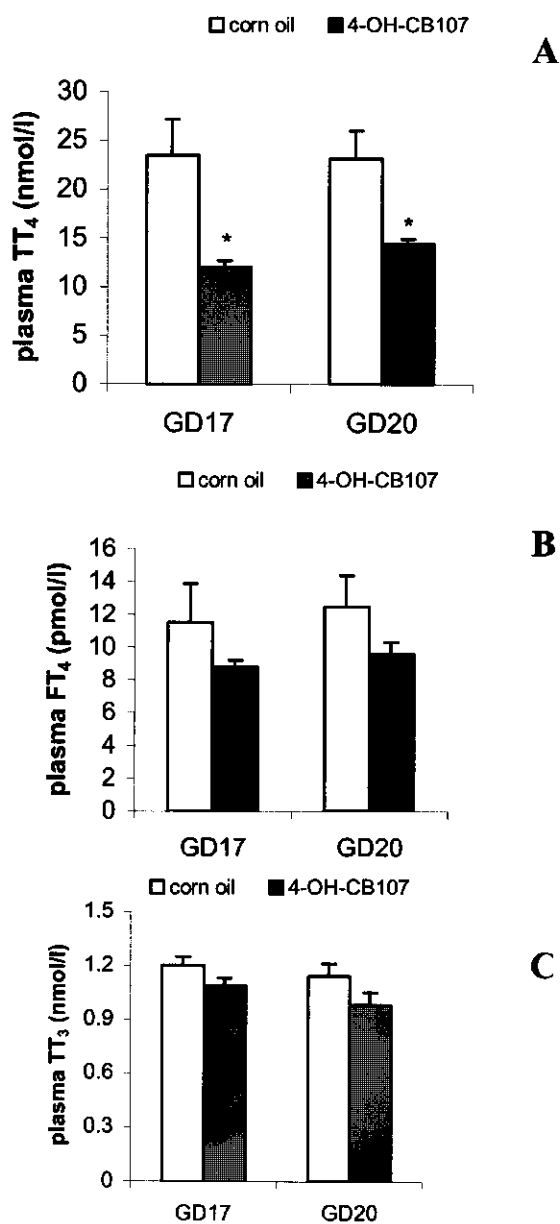 corn oil 4-OH-CB107
A
plasma TT4 (nmol/l)
30
25
20
15
10
5
0
*
*
GD17 GD20
corn oil 4-OH-CB107
B
plasma FT4 (pmol/l)
16
14
12
10
8
6
4
2
0
GD17 GD20
corn oil 4-OH-CB107
C
plasma TT3 (nmol/l)
1.5
1.2
0.9
0.6
0.3
0
GD17 GD20